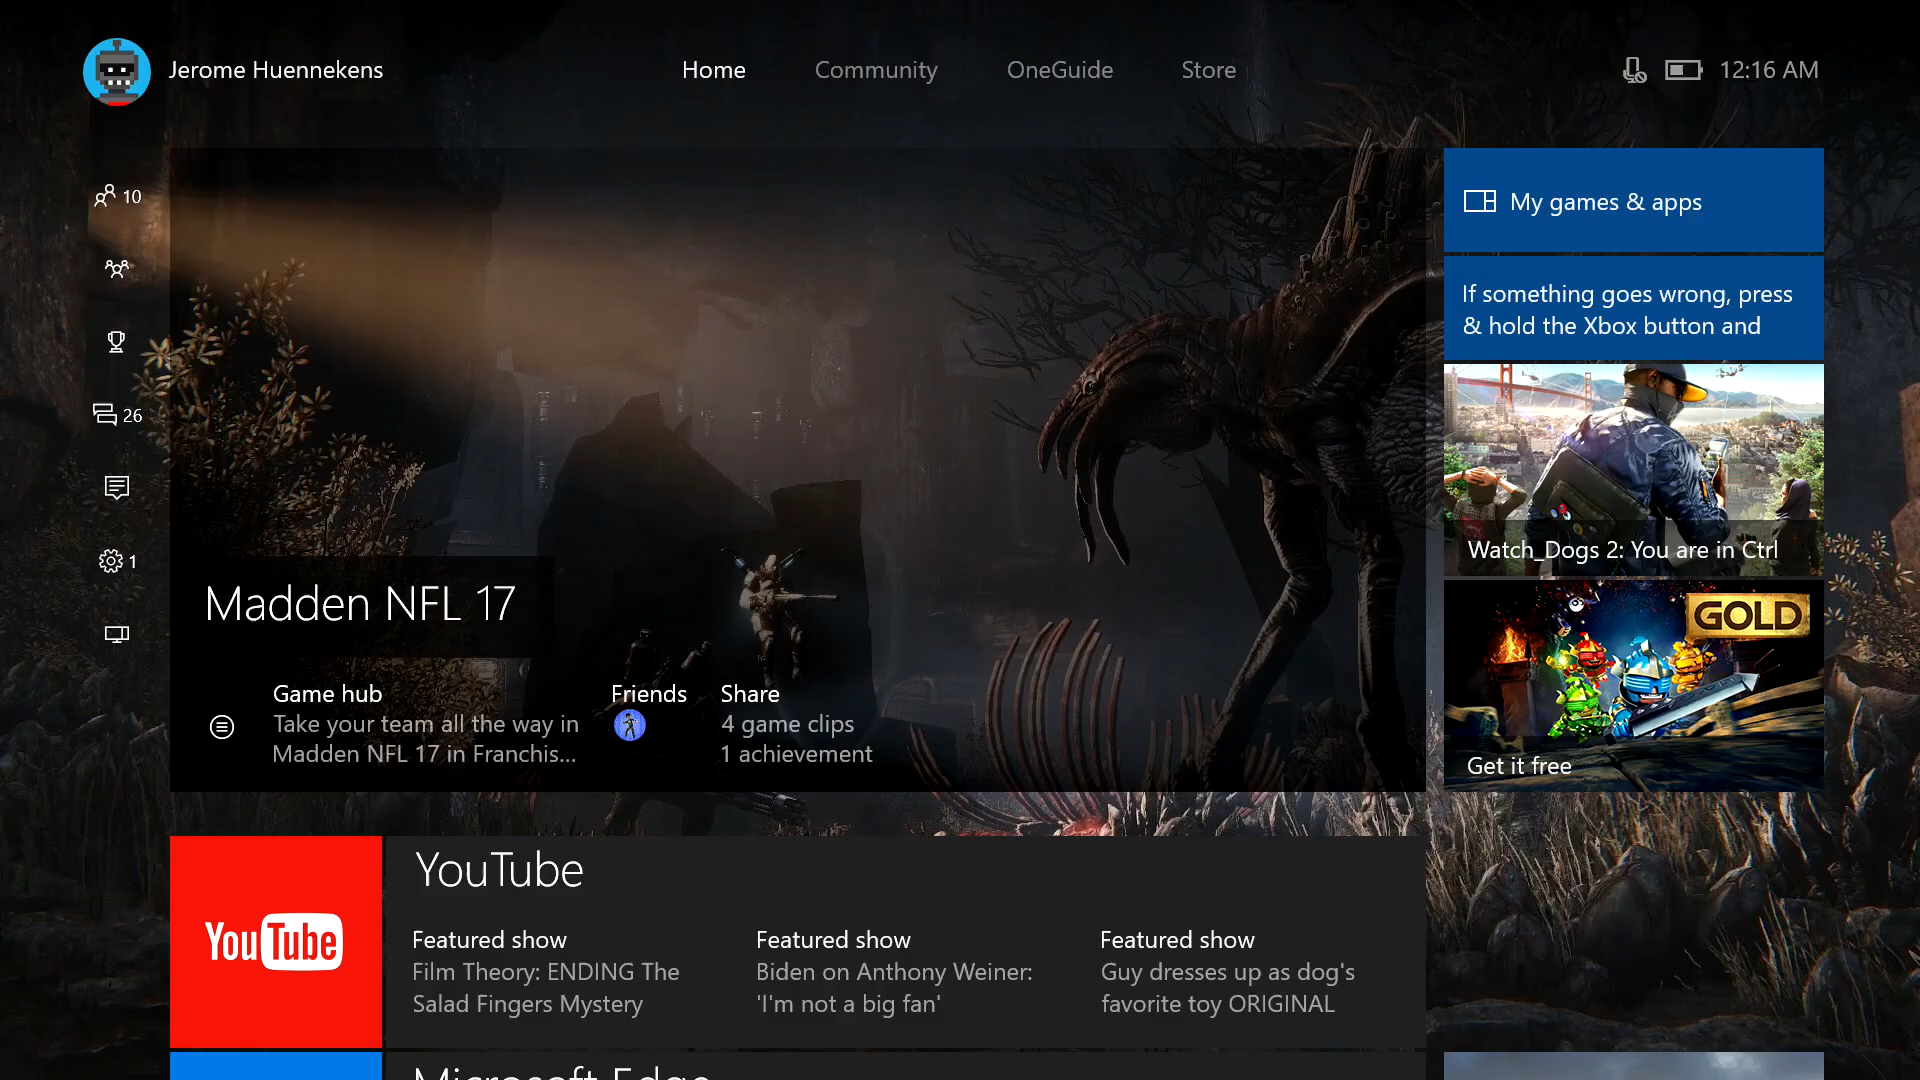 Jerome Huennekens
Home
Community
OneGuide
Store
12:16 AM
10
26
1
Madden NFL 17
Game hub
Take your team all the way in
Madden NFL 17 in Franchis...
Friends
Share
4 game clips
1 achievement
My games & apps
If something goes wrong, press
& hold the Xbox button and
Watch_Dogs 2: You are in Ctrl
GOLD
Get it free
YouTube
YouTube
Featured show
Film Theory: ENDING The
Salad Fingers Mystery
Featured show
Biden on Anthony Weiner:
'I'm not a big fan'
Featured show
Guy dresses up as dog's
favorite toy ORIGINAL
Microsoft Edge